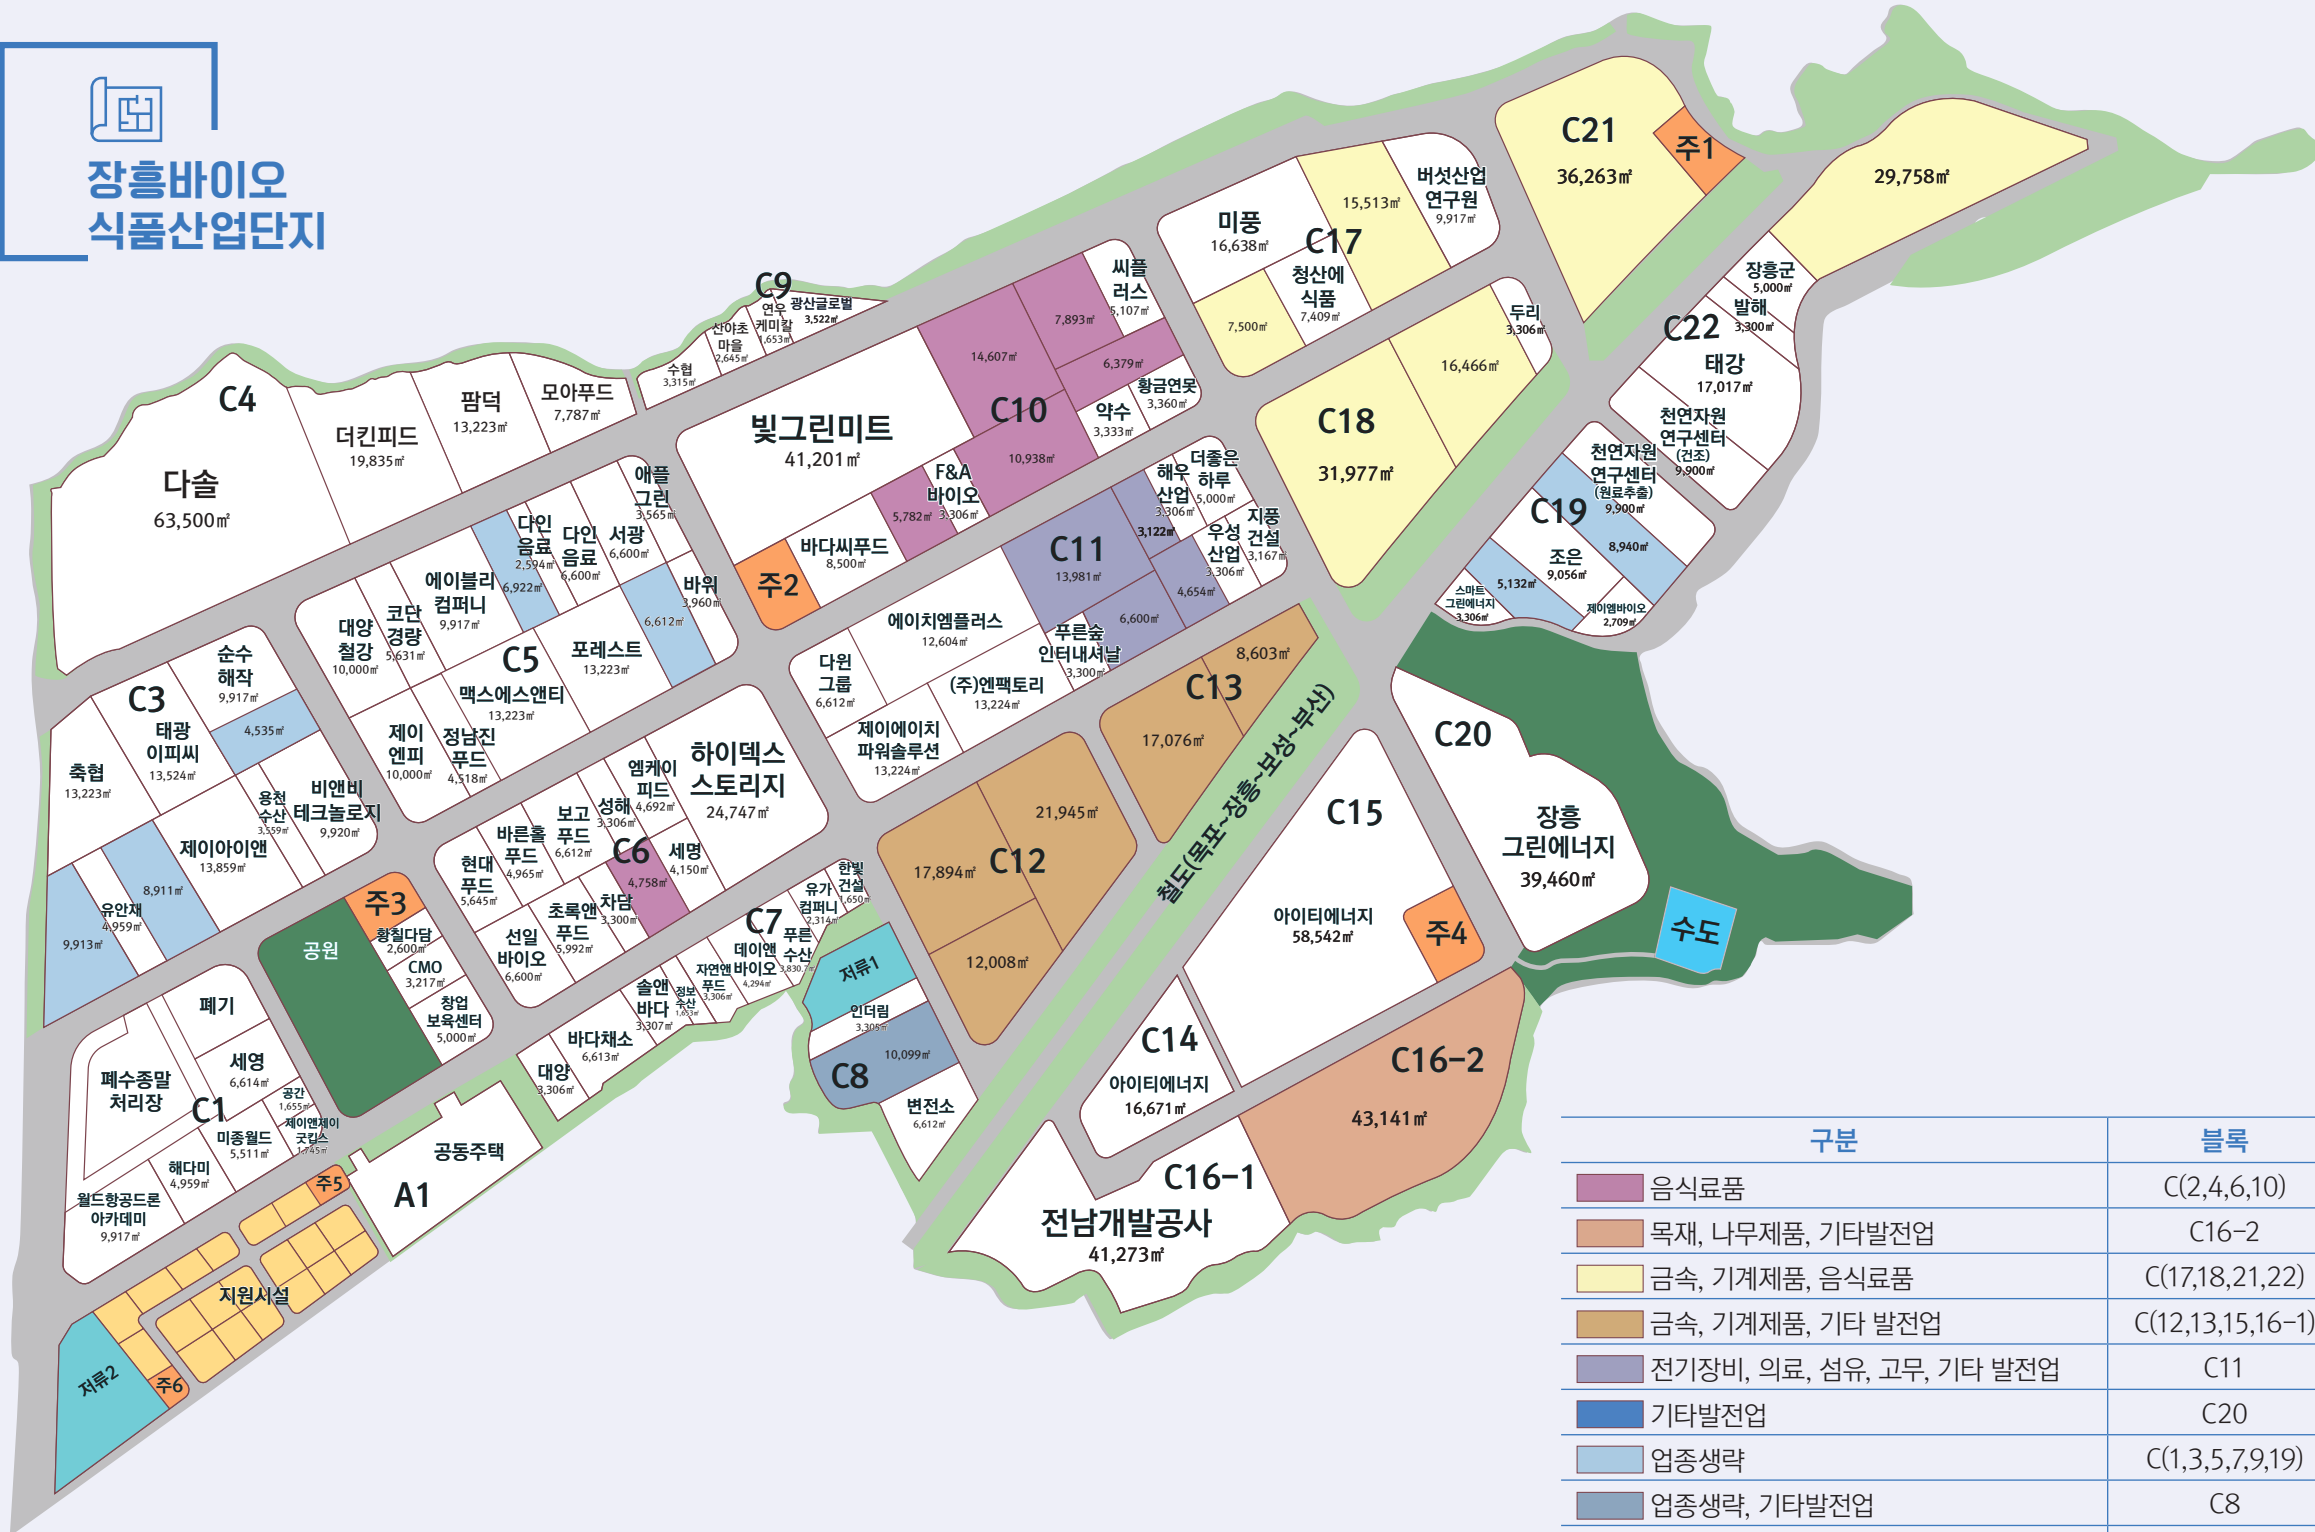 장흥바이오
식품산업단지
C4
다솔
63,500㎡
더킨피드
19,835㎡
팜덕
13,223㎡
모아푸드
7,787㎡
C9
수협
3,315㎡
산야초
마을
2,645㎡
연우
케미칼
1,653㎡
광산글로벌
3,522㎡
빛그린미트
41,201㎡
C10
14,607㎡
7,893㎡
씨플
러스
5,107㎡
6,379㎡
황금연못
3,360㎡
약수
3,333㎡
10,938㎡
F&A
바이오
3,306㎡
5,782㎡
바다씨푸드
8,500㎡
주2
C17
미풍
16,638㎡
15,513㎡
버섯산업
연구원
9,917㎡
7,500㎡
청산에
식품
7,409㎡
C21
36,263㎡
주1
29,758㎡
C22
장흥군
5,000㎡
발해
3,300㎡
태강
17,017㎡
천연자원
연구센터
(건조)
9,900㎡
C18
31,977㎡
16,466㎡
두리
3,306㎡
C19
천연자원
연구센터
(원료추출)
9,900㎡
8,940㎡
조은
9,056㎡
5,132㎡
스마트
그린에너지
3,306㎡
제이엠바이오
2,709㎡
C3
순수
해작
9,917㎡
4,535㎡
태광
이피씨
13,524㎡
축협
13,223㎡
비앤비
테크놀로지
9,920㎡
용천
수산
3,559㎡
제이아이앤
13,859㎡
8,911㎡
유안재
4,959㎡
9,913㎡
C5
대양
철강
10,000㎡
코단
경량
5,631㎡
에이블리
컴퍼니
9,917㎡
6,922㎡
다인
음료
2,594㎡
다인
음료
6,600㎡
서광
6,600㎡
애플
그린
3,565㎡
바위
3,960㎡
6,612㎡
포레스트
13,223㎡
맥스에스앤티
13,223㎡
정남진
푸드
4,518㎡
제이
엔피
10,000㎡
C11
13,981㎡
3,122㎡
해우
산업
3,306㎡
더좋은
하루
5,000㎡
우성
산업
3,306㎡
지풍
건설
3,167㎡
4,654㎡
6,600㎡
에이치엠플러스
12,604㎡
다윈
그룹
6,612㎡
푸른숲
인터내셔날
3,300㎡
(주)엔팩토리
13,224㎡
제이에이치
파워솔루션
13,224㎡
C6
하이덱스
스토리지
24,747㎡
엠케이
피드
4,692㎡
성해
3,306㎡
보고
푸드
6,612㎡
바른홀
푸드
4,965㎡
현대
푸드
5,645㎡
세명
4,150㎡
4,758㎡
차담
3,300㎡
초록앤
푸드
5,992㎡
선일
바이오
6,600㎡
C7
한빛
건설
1,650㎡
유가
컴퍼니
2,314㎡
푸른
수산
데이앤
바이오
4,294㎡
자연앤
푸드
3,306㎡
정보
수산
1,653㎡
솔앤
바다
3,307㎡
바다채소
6,613㎡
대양
3,306㎡
C13
8,603㎡
17,076㎡
C12
21,945㎡
17,894㎡
12,008㎡
철도(목포~장흥~보성~부산)
C8
저류1
인더림
3,305㎡
10,099㎡
변전소
6,612㎡
C20
장흥
그린에너지
39,460㎡
수도
C15
아이티에너지
58,542㎡
주4
C14
아이티에너지
16,671㎡
C16-2
43,141㎡
C16-1
전남개발공사
41,273㎡
공원
주3
황칠다담
2,600㎡
CMO
3,217㎡
창업
보육센터
5,000㎡
C1
폐기
폐수종말
처리장
세영
6,614㎡
공간
1,655㎡
제이앤제이
굿킵스
1,745㎡
미종월드
5,511㎡
해다미
4,959㎡
월드항공드론
아카데미
9,917㎡
A1
공동주택
주5
지원시설
주6
저류2
구분 블록
음식료품 C(2,4,6,10)
목재, 나무제품, 기타발전업 C16-2
금속, 기계제품, 음식료품 C(17,18,21,22)
금속, 기계제품, 기타 발전업 C(12,13,15,16-1)
전기장비, 의료, 섬유, 고무, 기타 발전업 C11
기타발전업 C20
업종생략 C(1,3,5,7,9,19)
업종생략, 기타발전업 C8